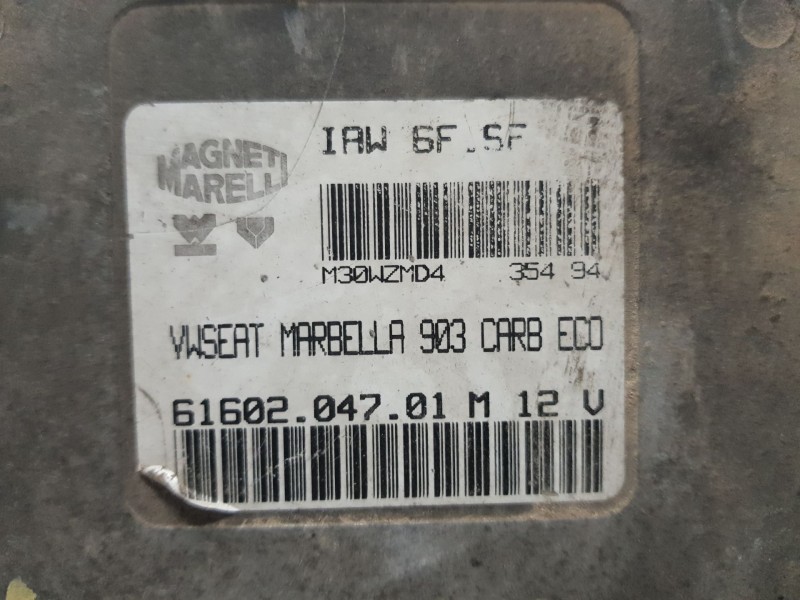 IAW 6F.SF
MAGNETI
MARELLI
M30WZMD4 354 94
VWSEAT MARBELLA 903 CARB ECO
61602.047.01 M 12 V